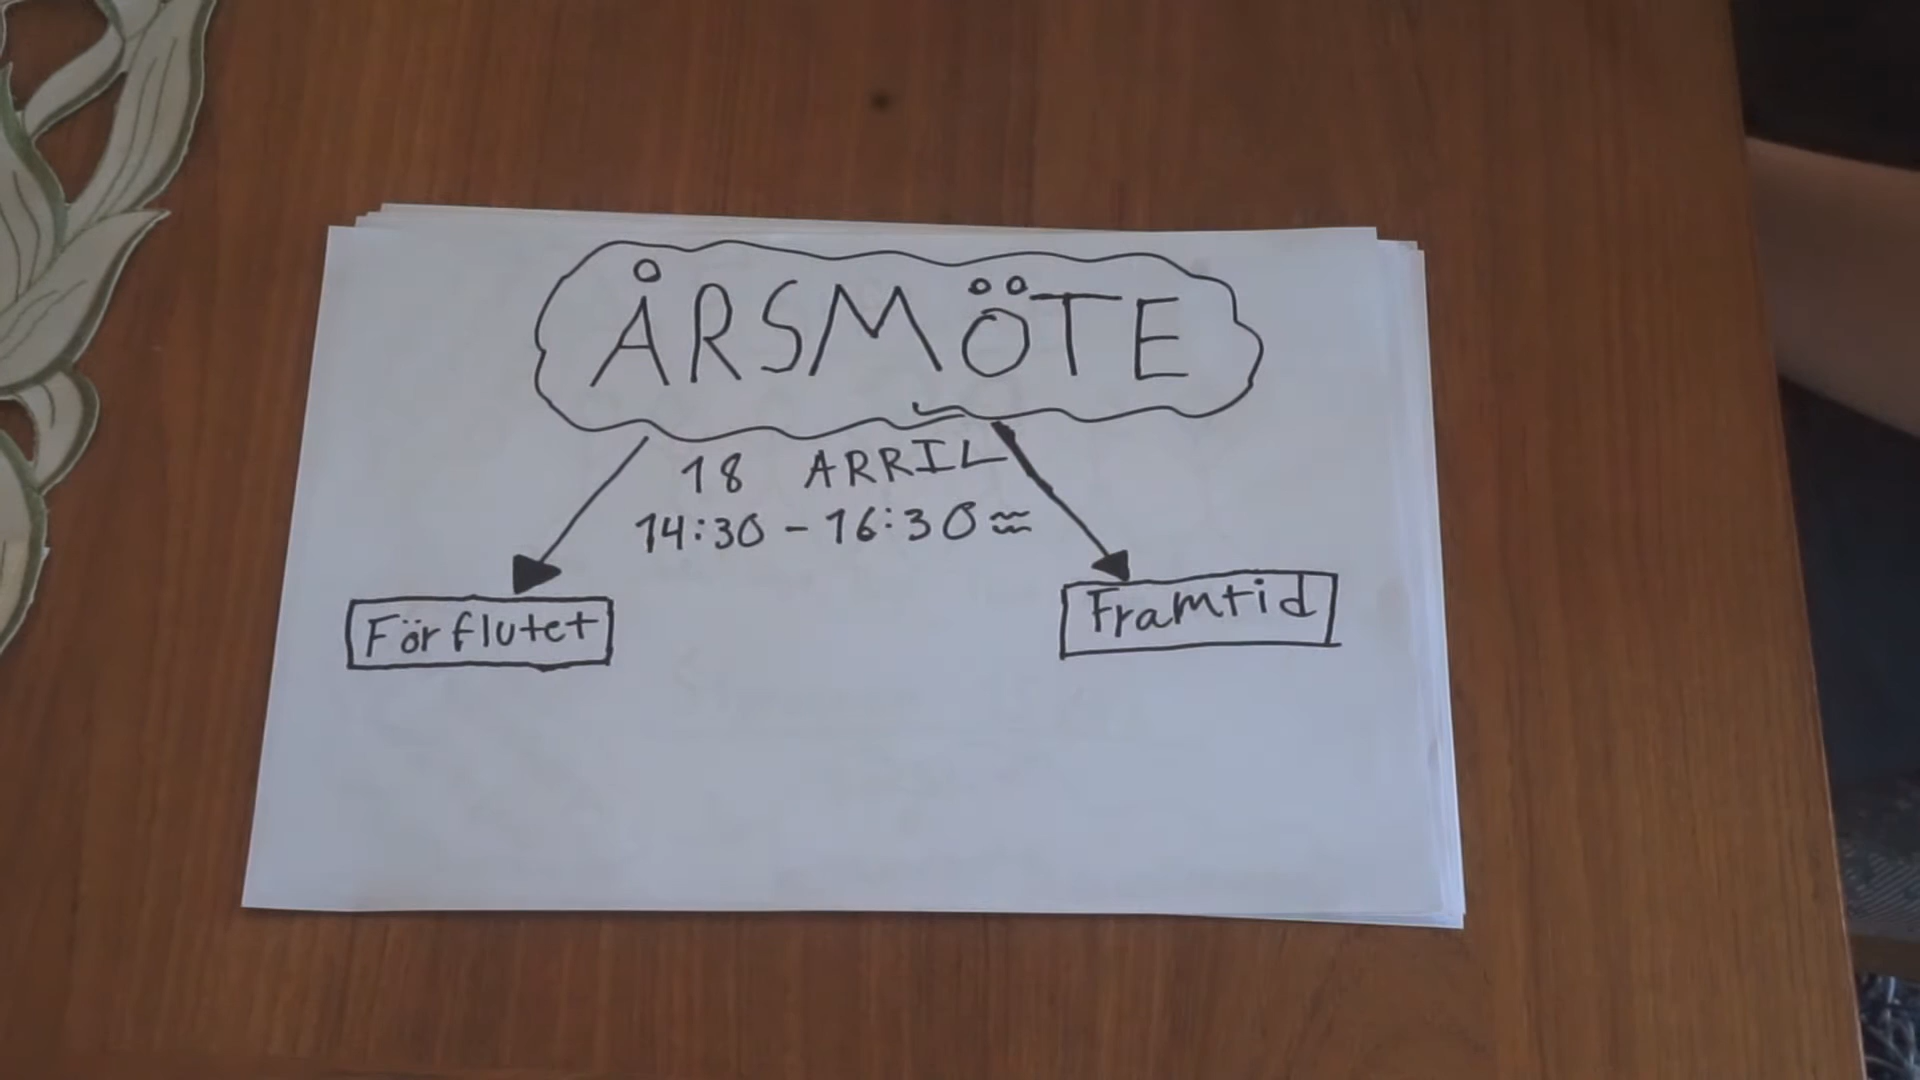 ÅRSMÖTE
18 ARRIL
14:30 - 16:30 ≈
Förflutet
Framtid